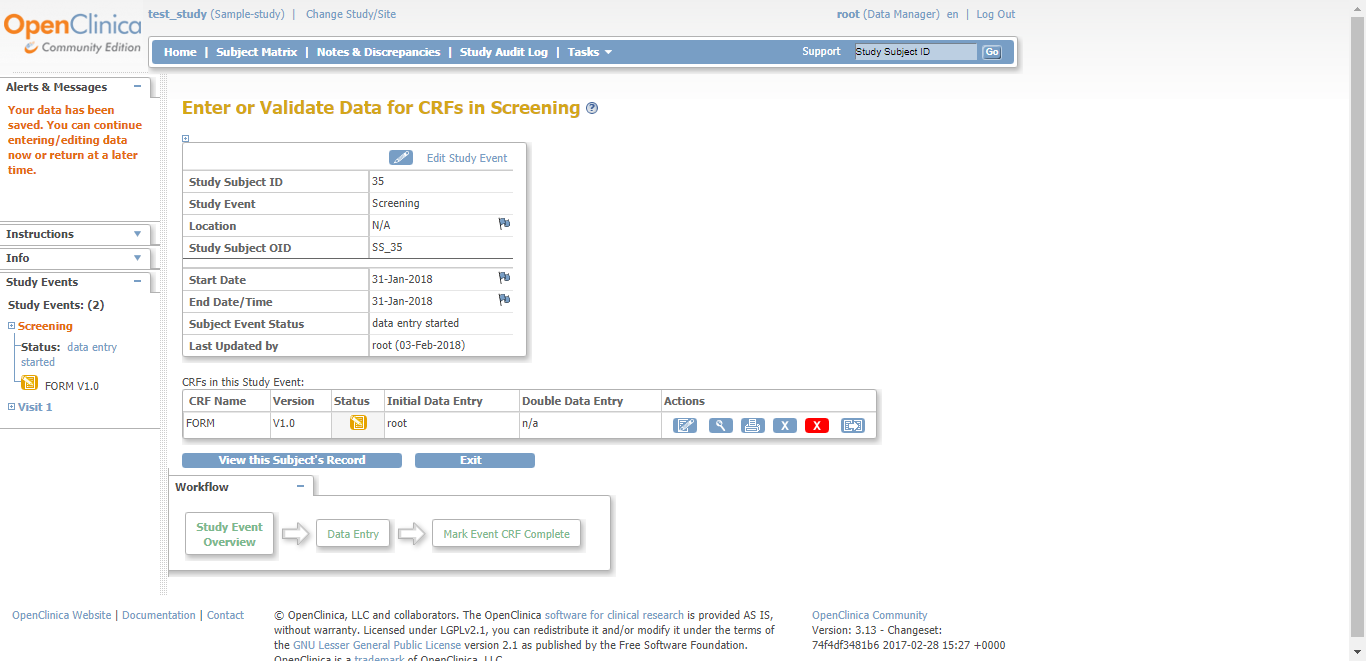 OpenClinica
Community Edition
test_study (Sample-study) | Change Study/Site
root (Data Manager) en | Log Out
Home | Subject Matrix | Notes & Discrepancies | Study Audit Log | Tasks
Support Study Subject ID Go
Alerts & Messages
Your data has been
saved. You can continue
entering/editing data
now or return at a later
time.
Instructions
Info
Study Events
Study Events: (2)
Screening
Status: data entry
started
FORM V1.0
Visit 1
Enter or Validate Data for CRFs in Screening ?
Edit Study Event
Study Subject ID 35
Study Event Screening
Location N/A
Study Subject OID SS_35
Start Date 31-Jan-2018
End Date/Time 31-Jan-2018
Subject Event Status data entry started
Last Updated by root (03-Feb-2018)
CRFs in this Study Event:
CRF Name Version Status Initial Data Entry Double Data Entry Actions
FORM V1.0 root n/a X X
View this Subject's Record Exit
Workflow
Study Event
Overview
Data Entry
Mark Event CRF Complete
OpenClinica Website | Documentation | Contact
© OpenClinica, LLC and collaborators. The OpenClinica software for clinical research is provided AS IS,
without warranty. Licensed under LGPLv2.1, you can redistribute it and/or modify it under the terms of
the GNU Lesser General Public License version 2.1 as published by the Free Software Foundation.
OpenClinica is a trademark of OpenClinica, LLC
OpenClinica Community
Version: 3.13 - Changeset:
74f4df3481b6 2017-02-28 15:27 +0000